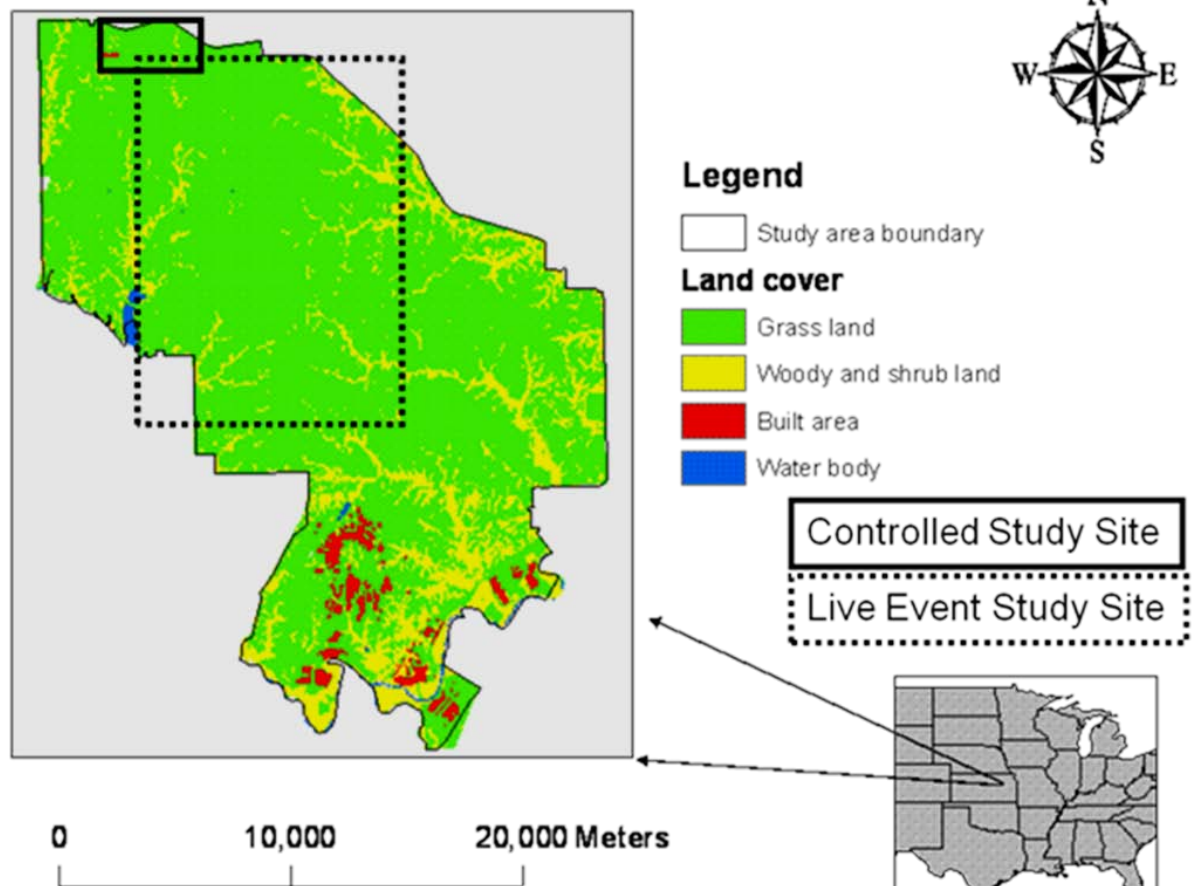 N
W
E
S
Legend
Study area boundary
Land cover
Grass land
Woody and shrub land
Built area
Water body
Controlled Study Site
Live Event Study Site
0
10,000
20,000 Meters